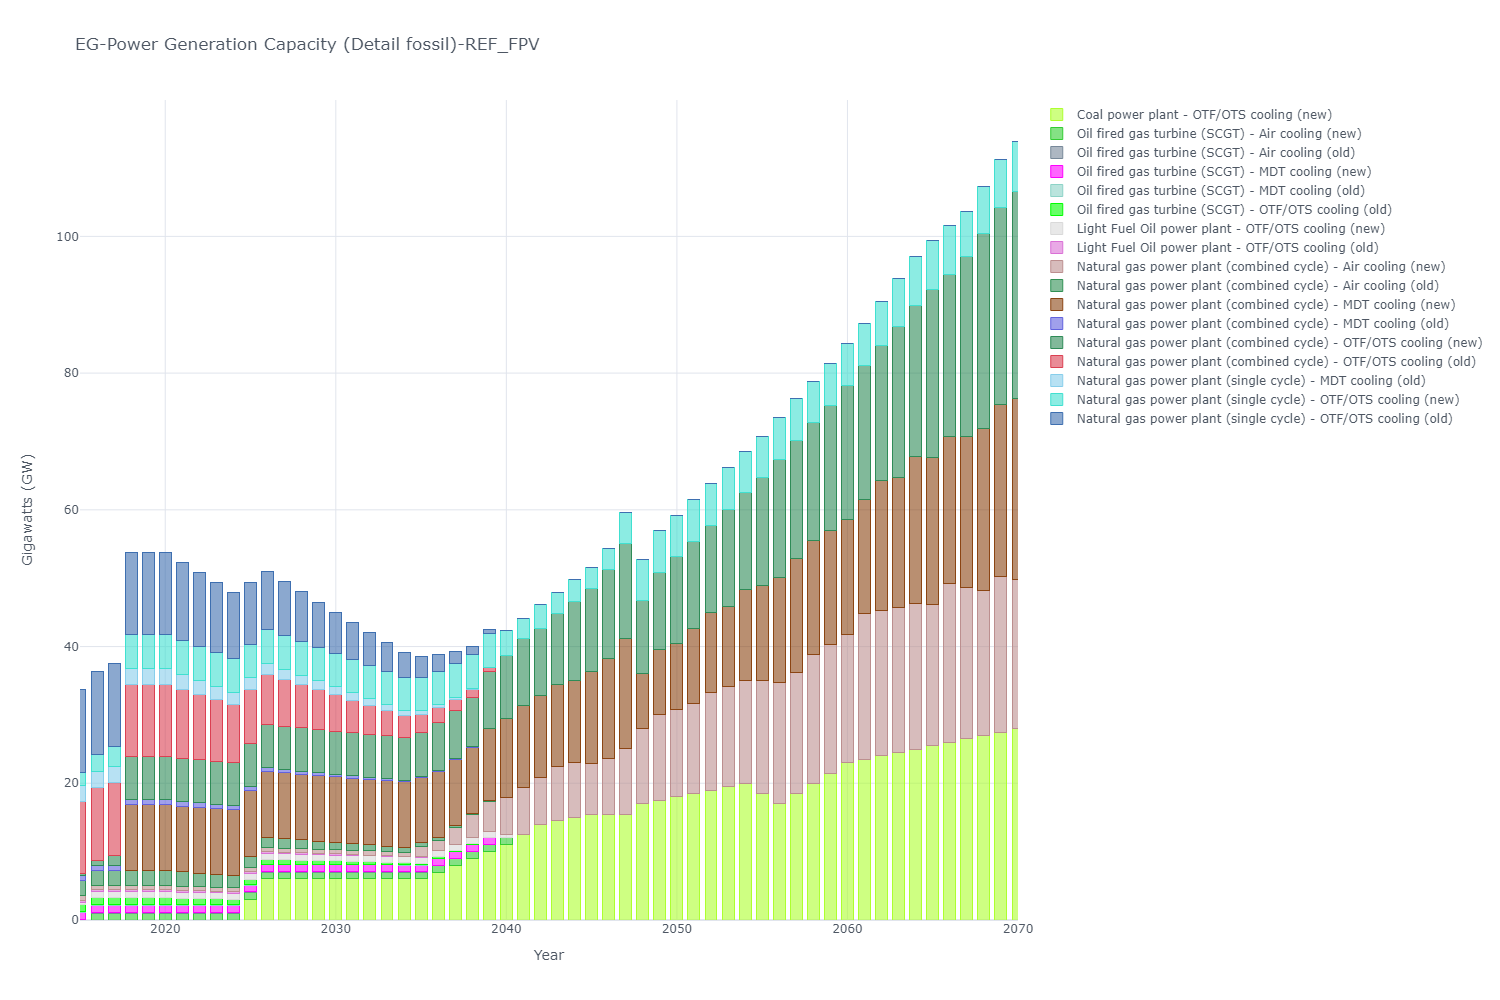 EG-Power Generation Capacity (Detail fossil)-REF_FPV
Coal power plant - OTF/OTS cooling (new)
Oil fired gas turbine (SCGT) - Air cooling (new)
Oil fired gas turbine (SCGT) - Air cooling (old)
Oil fired gas turbine (SCGT) - MDT cooling (new)
Oil fired gas turbine (SCGT) - MDT cooling (old)
Oil fired gas turbine (SCGT) - OTF/OTS cooling (old)
Light Fuel Oil power plant - OTF/OTS cooling (new)
Light Fuel Oil power plant - OTF/OTS cooling (old)
Natural gas power plant (combined cycle) - Air cooling (new)
Natural gas power plant (combined cycle) - Air cooling (old)
Natural gas power plant (combined cycle) - MDT cooling (new)
Natural gas power plant (combined cycle) - MDT cooling (old)
Natural gas power plant (combined cycle) - OTF/OTS cooling (new)
Natural gas power plant (combined cycle) - OTF/OTS cooling (old)
Natural gas power plant (single cycle) - MDT cooling (old)
Natural gas power plant (single cycle) - OTF/OTS cooling (new)
Natural gas power plant (single cycle) - OTF/OTS cooling (old)
100
80
60
40
20
0
Gigawatts (GW)
2020
2030
2040
2050
2060
2070
Year